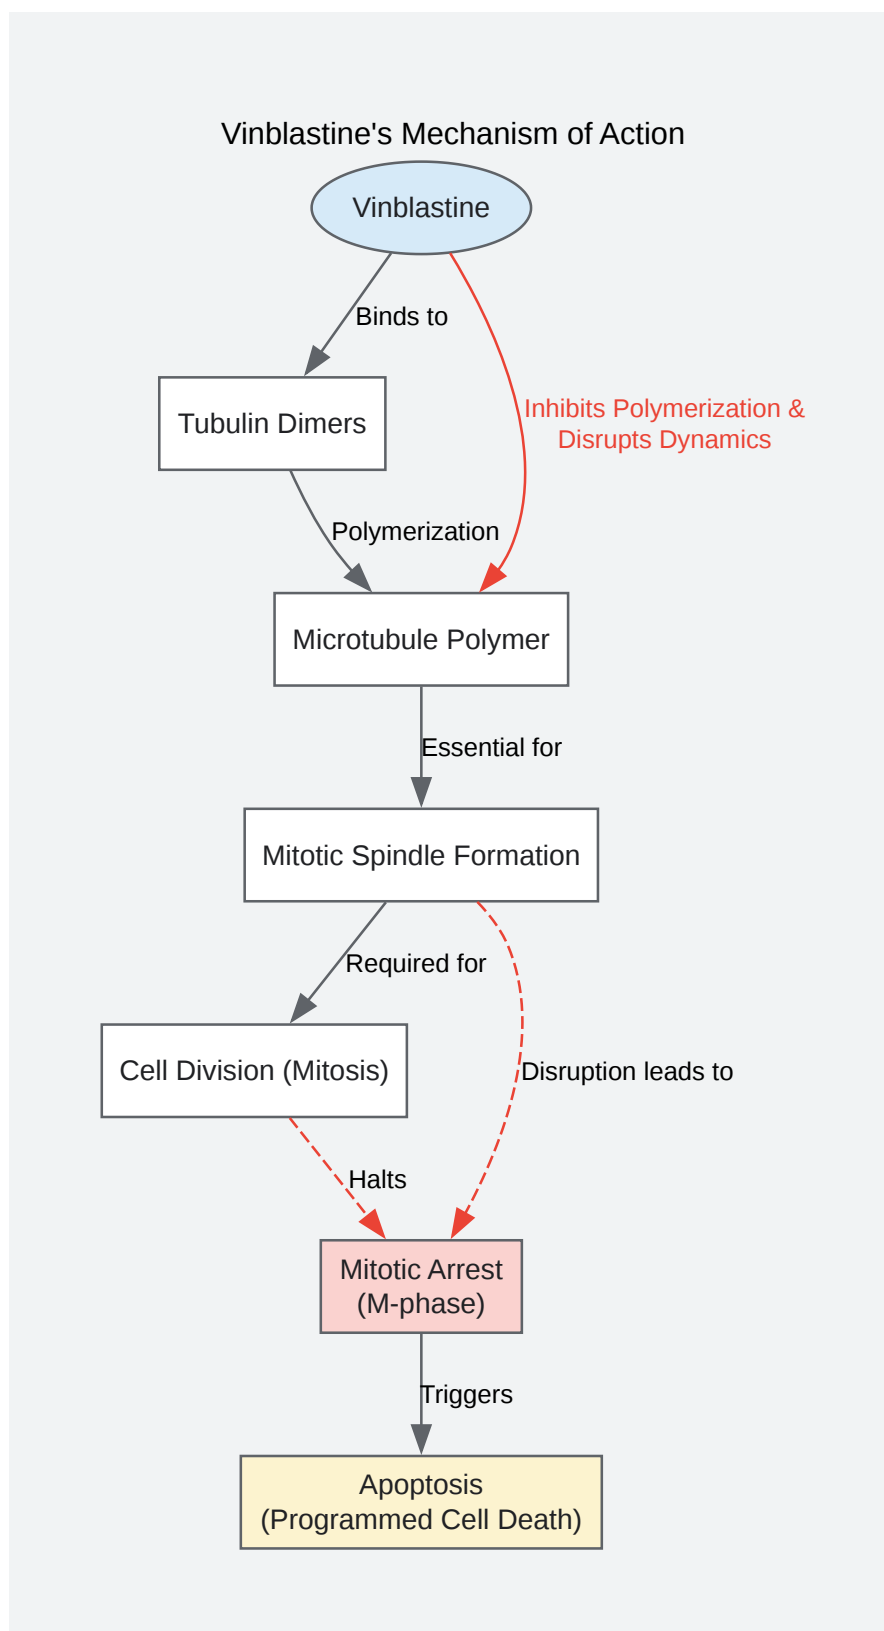 Vinblastine's Mechanism of Action
Vinblastine
Binds to
Inhibits Polymerization &
Disrupts Dynamics
Tubulin Dimers
Polymerization
Microtubule Polymer
Essential for
Mitotic Spindle Formation
Required for
Cell Division (Mitosis)
Disruption leads to
Halts
Mitotic Arrest
(M-phase)
Triggers
Apoptosis
(Programmed Cell Death)